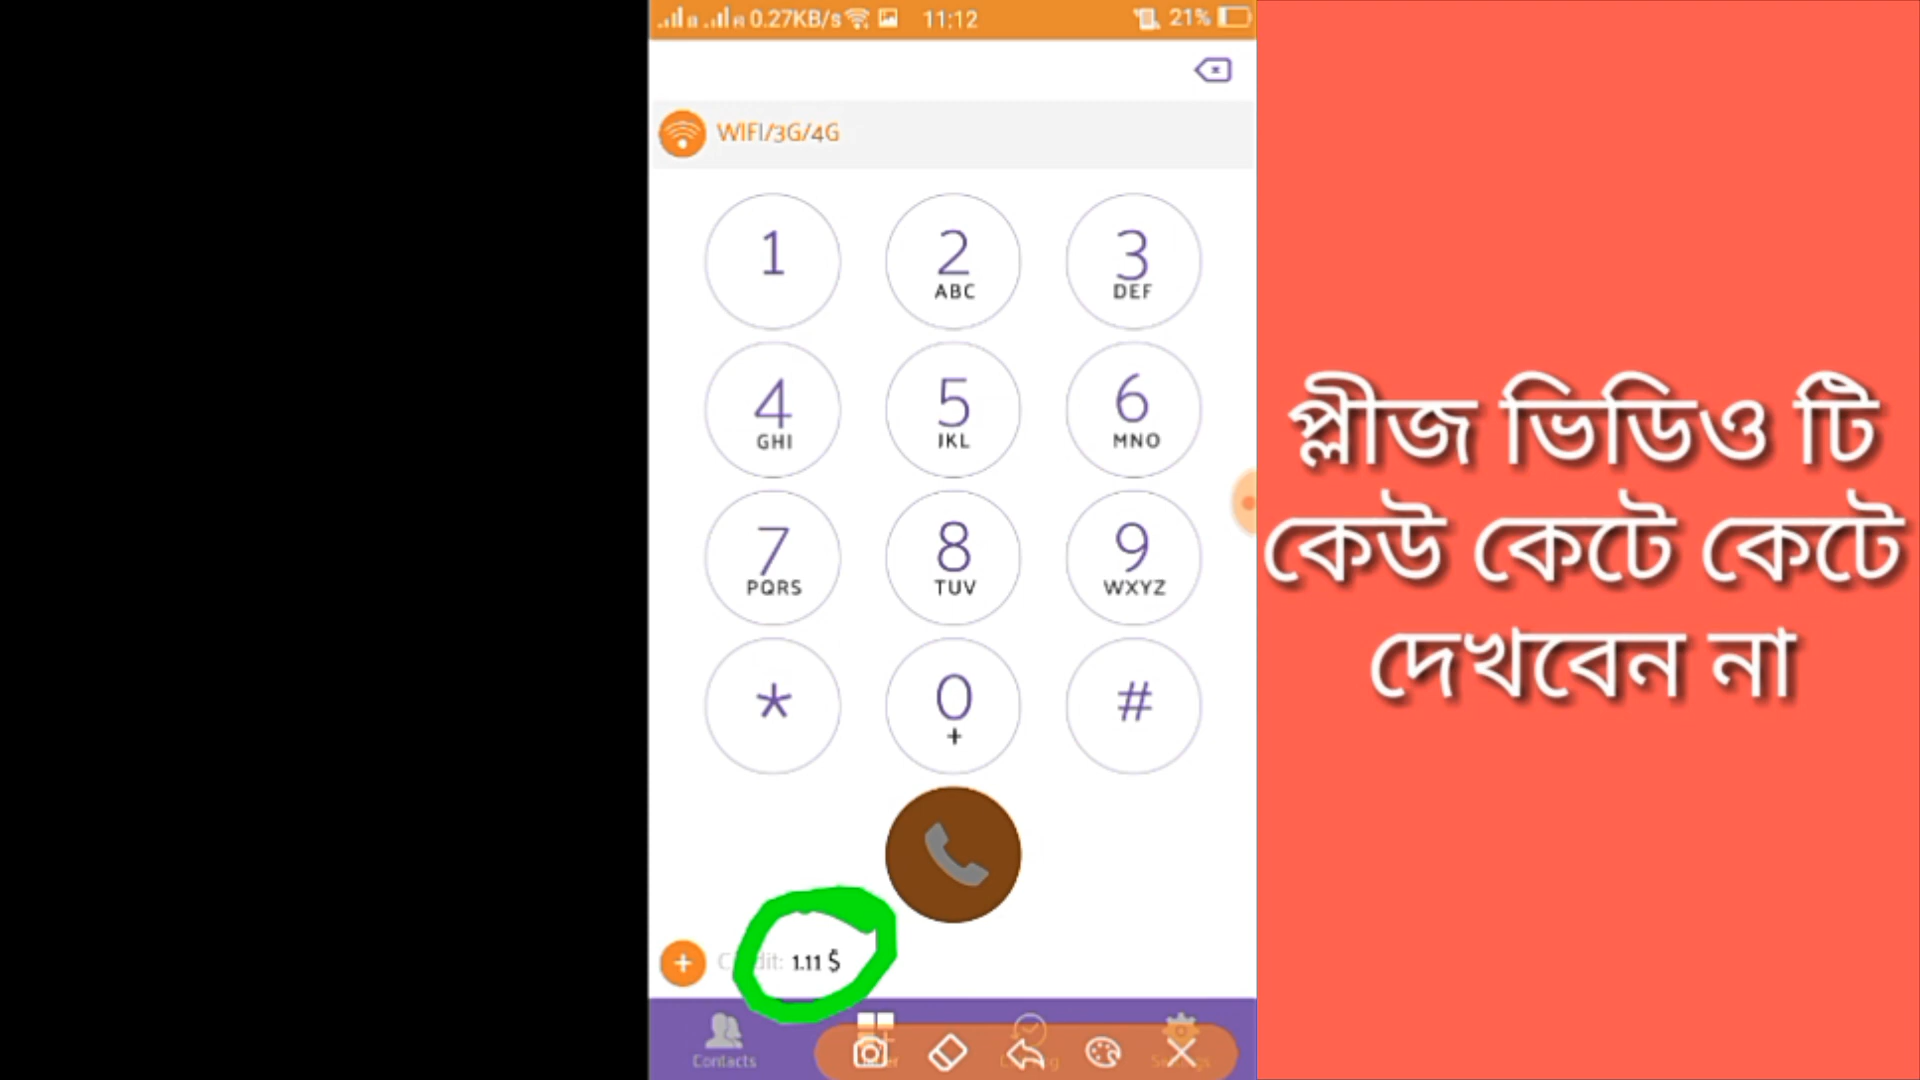 0.27KB/s 11:12 21%
WIFI/3G/4G
1 2 3
ABC DEF
4 5 6
GHI JKL MNO
7 8 9
PQRS TUV WXYZ
* 0 #
+
+ 1.11 $
Contacts
প্লীজ ভিডিও টি
কেউ কেটে কেটে
দেখবেন না